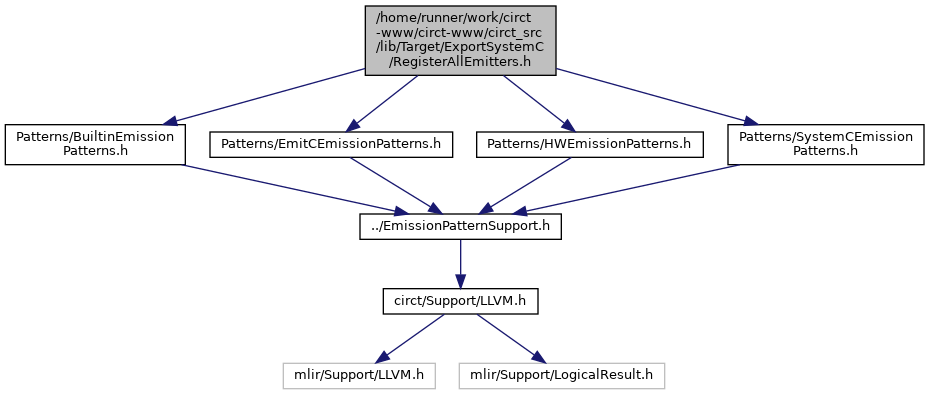 /home/runner/work/circt
-www/circt-www/circt_src
/lib/Target/ExportSystemC
/RegisterAllEmitters.h
Patterns/BuiltinEmission
Patterns.h
Patterns/EmitCEmissionPatterns.h
Patterns/HWEmissionPatterns.h
Patterns/SystemCEmission
Patterns.h
../EmissionPatternSupport.h
circt/Support/LLVM.h
mlir/Support/LLVM.h
mlir/Support/LogicalResult.h